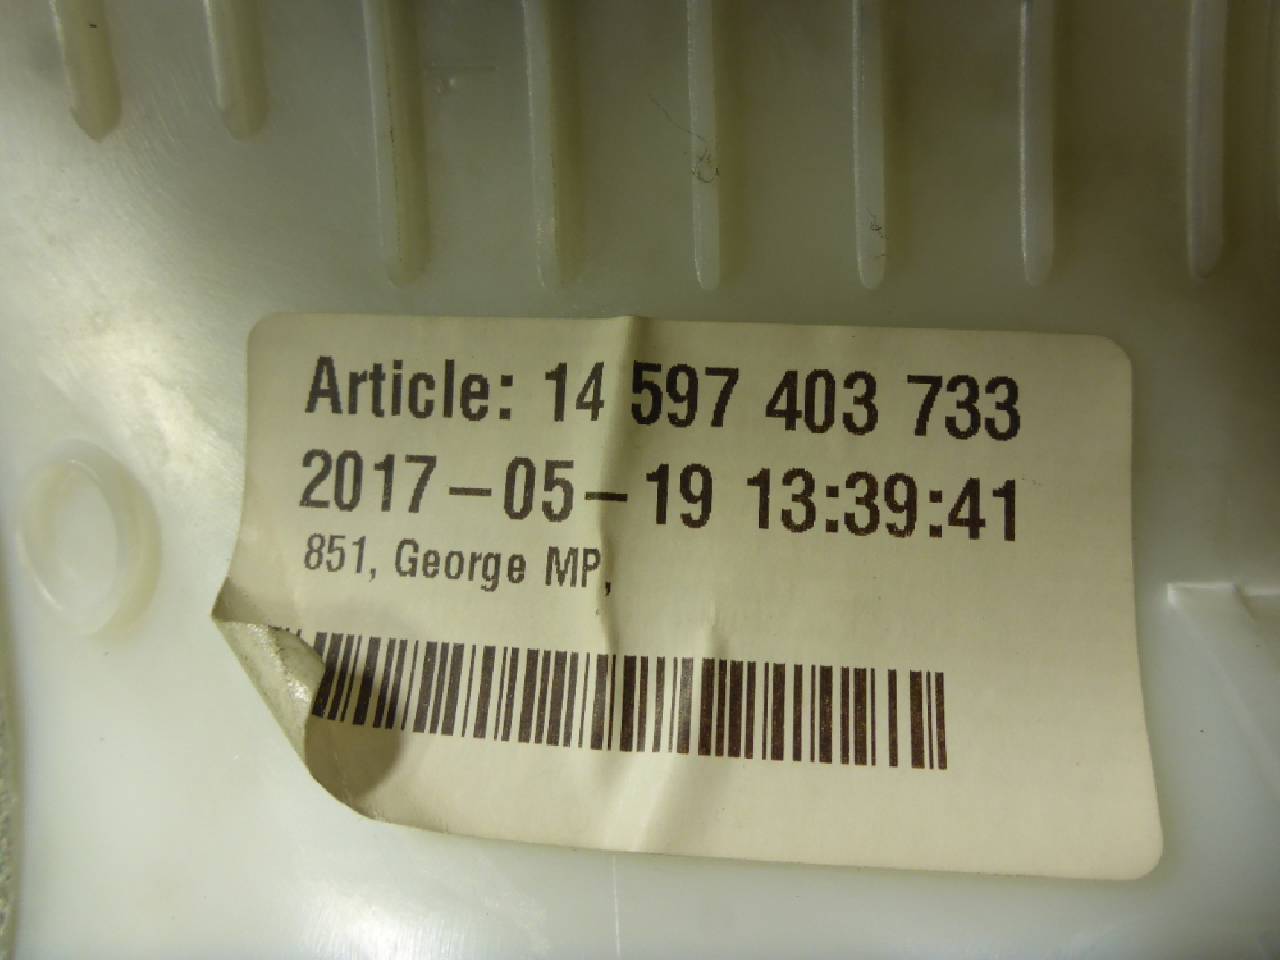 Article: 14 597 403 733
2017-05-19 13:39:41
851, George MP,